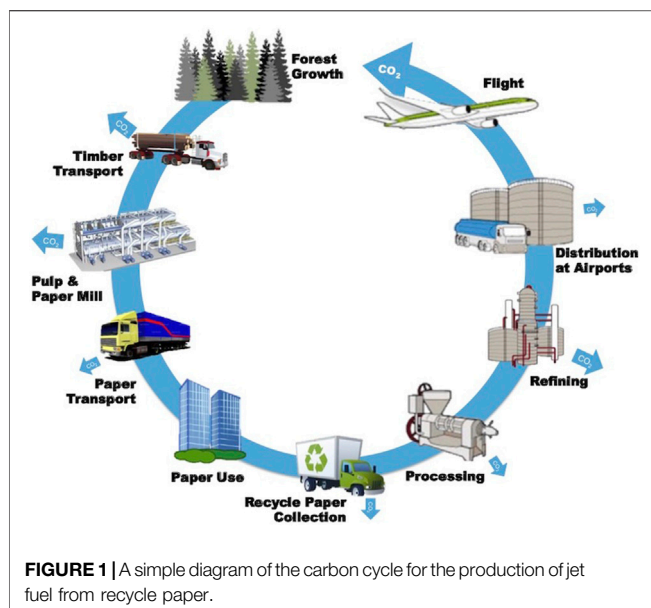 Forest
Growth
CO₂
Flight
CO₂
Timber
Transport
CO₂
Distribution
at Airports
CO₂
Pulp &
Paper Mill
CO₂
Refining
CO₂
Paper
Transport
Processing
CO₂
Paper Use
Recycle Paper
Collection
CO₂
FIGURE 1 | A simple diagram of the carbon cycle for the production of jet
fuel from recycle paper.